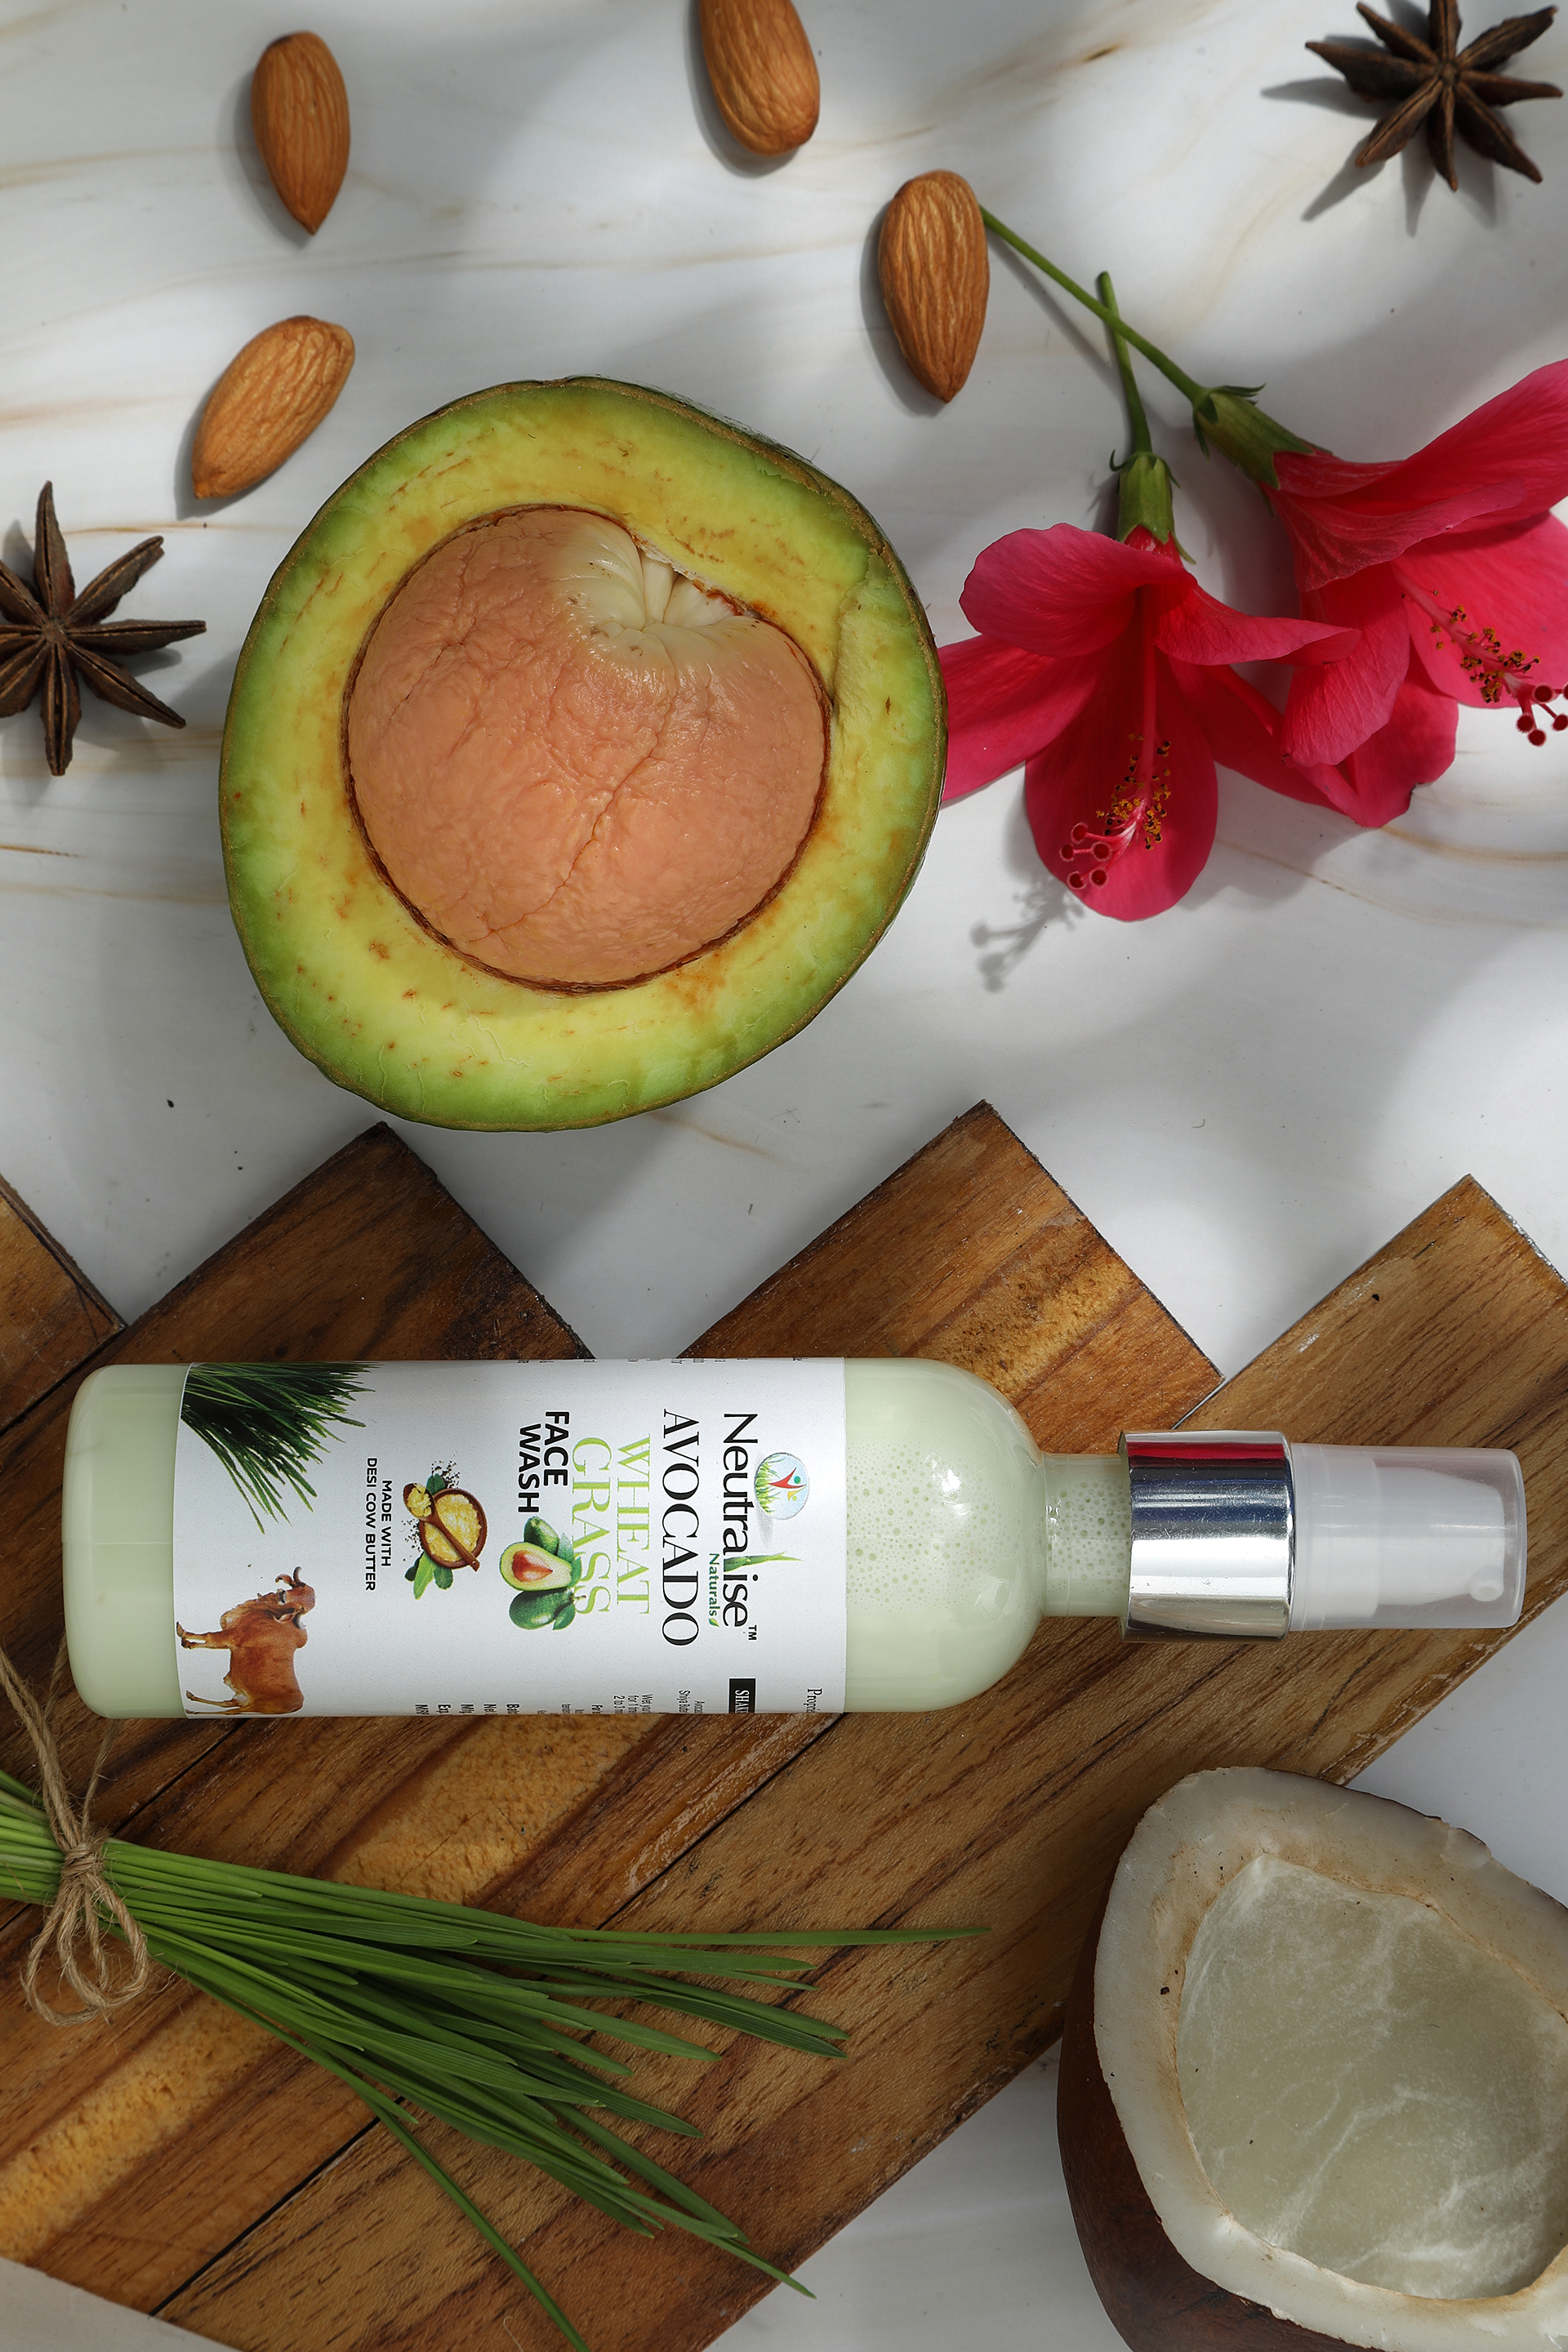 Neutralise™
Naturals
AVOCADO
WHEAT
GRASS
FACE
WASH
MADE WITH
DESI COW BUTTER